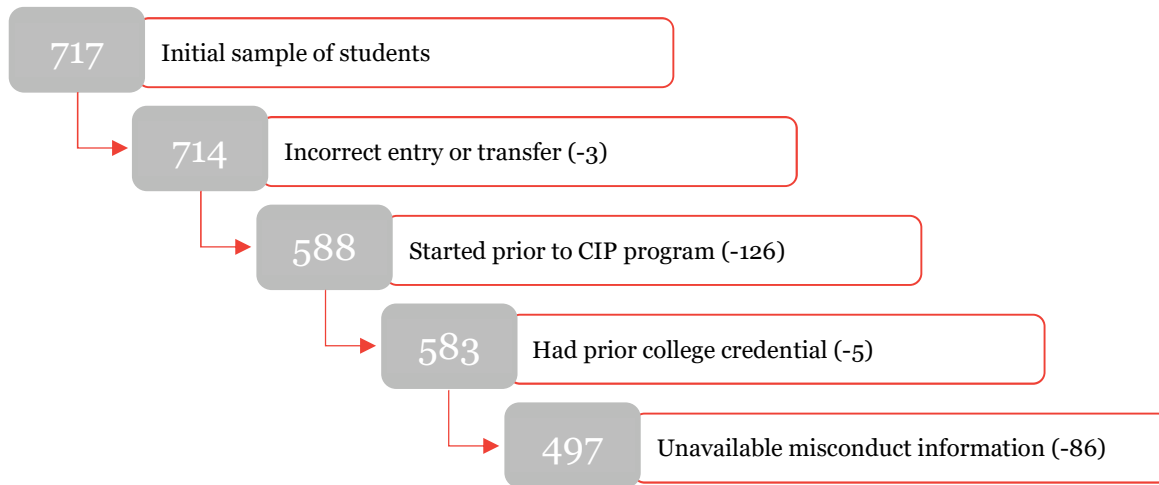 717 Initial sample of students
714 Incorrect entry or transfer (-3)
588 Started prior to CIP program (-126)
583 Had prior college credential (-5)
497 Unavailable misconduct information (-86)